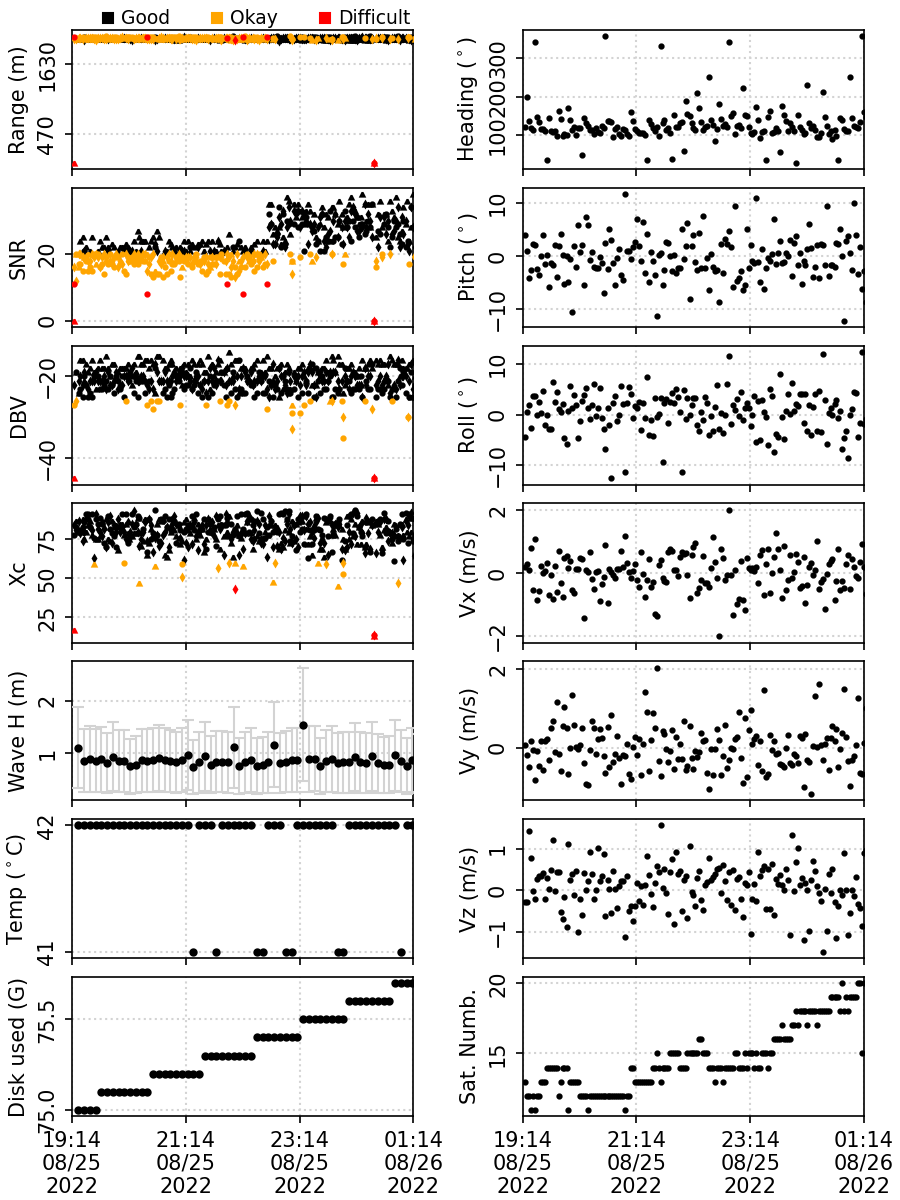 Good Okay Difficult
Range (m)
1630
470
Heading (°)
300
200
100
SNR
20
0
Pitch (°)
10
0
−10
DBV
−20
−40
Roll (°)
10
0
−10
Xc
75
50
25
Vx (m/s)
2
0
−2
Wave H (m)
2
1
Vy (m/s)
2
0
Temp (°C)
42
41
Vz (m/s)
1
0
−1
Disk used (G)
75.5
75.0
Sat. Numb.
20
15
19:14 21:14 23:14 01:14
08/25 08/25 08/25 08/26
2022 2022 2022 2022
19:14 21:14 23:14 01:14
08/25 08/25 08/25 08/26
2022 2022 2022 2022